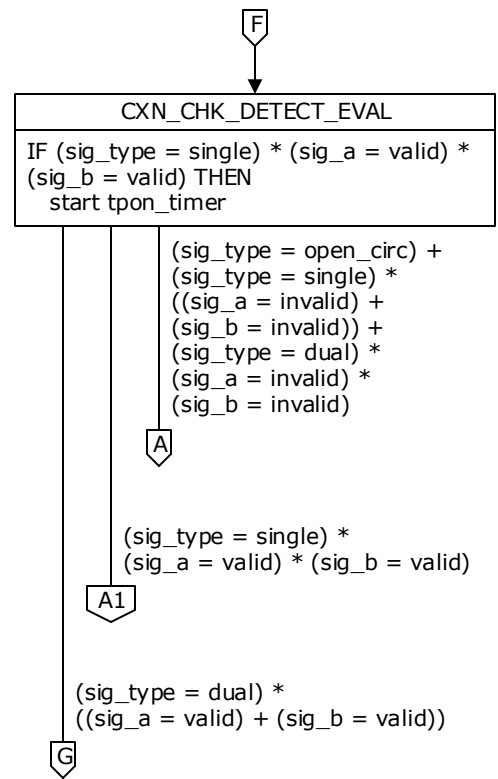 F
CXN_CHK_DETECT_EVAL
IF (sig_type = single) * (sig_a = valid) *
(sig_b = valid) THEN
start tpon_timer
(sig_type = open_circ) +
(sig_type = single) *
((sig_a = invalid) +
(sig_b = invalid)) +
(sig_type = dual) *
(sig_a = invalid) *
(sig_b = invalid)
A
(sig_type = single) *
(sig_a = valid) * (sig_b = valid)
A1
(sig_type = dual) *
((sig_a = valid) + (sig_b = valid))
G